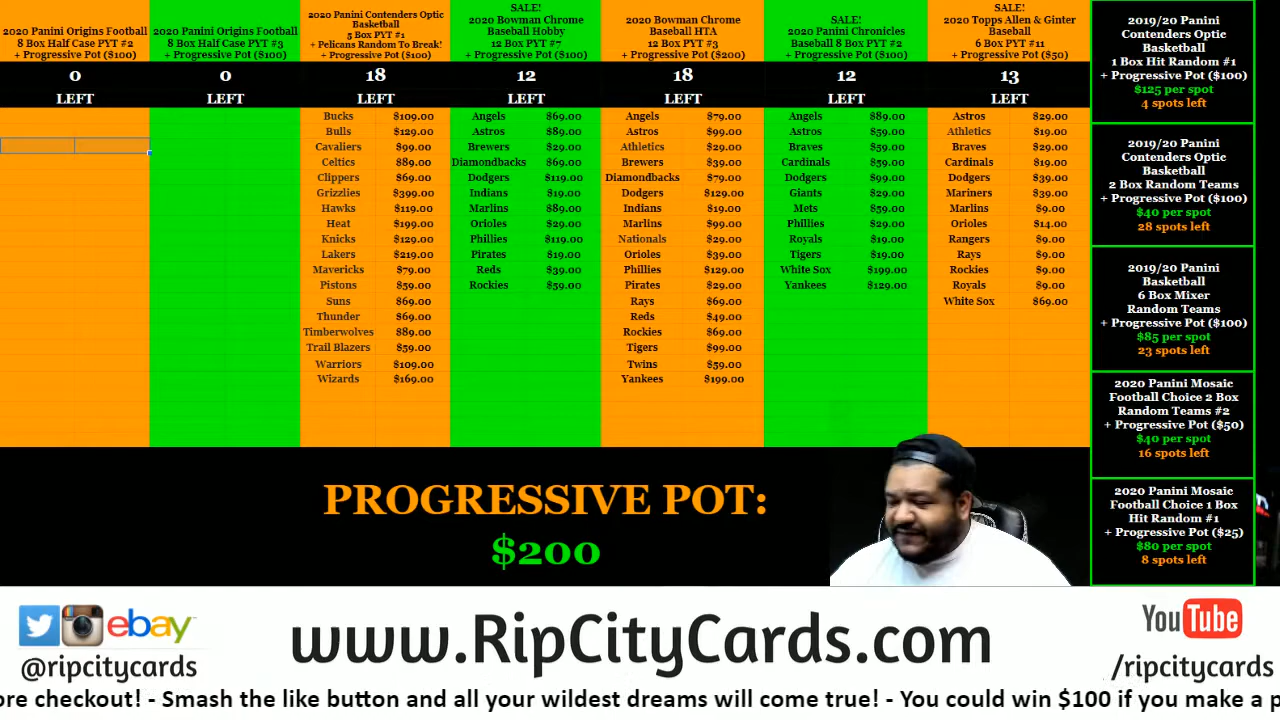 2020 Panini Origins Football
8 Box Half Case PYT #2
+ Progressive Pot ($100)
0
LEFT
2020 Panini Origins Football
8 Box Half Case PYT #3
+ Progressive Pot ($100)
0
LEFT
2020 Panini Contenders Optic
Basketball
5 Box PYT #1
+ Pelicans Random To Break!
+ Progressive Pot ($100)
18
LEFT
Bucks $109.00
Bulls $129.00
Cavaliers $99.00
Celtics $89.00
Clippers $69.00
Grizzlies $399.00
Hawks $119.00
Heat $199.00
Knicks $129.00
Lakers $219.00
Mavericks $79.00
Pistons $59.00
Suns $69.00
Thunder $69.00
Timberwolves $89.00
Trail Blazers $59.00
Warriors $109.00
Wizards $169.00
SALE!
2020 Bowman Chrome
Baseball Hobby
12 Box PYT #7
+ Progressive Pot ($100)
12
LEFT
Angels $69.00
Astros $89.00
Brewers $29.00
Diamondbacks $69.00
Dodgers $119.00
Indians $19.00
Marlins $89.00
Orioles $29.00
Phillies $119.00
Pirates $19.00
Reds $39.00
Rockies $59.00
2020 Bowman Chrome
Baseball HTA
12 Box PYT #3
+ Progressive Pot ($200)
18
LEFT
Angels $79.00
Astros $99.00
Athletics $29.00
Brewers $39.00
Diamondbacks $79.00
Dodgers $129.00
Indians $19.00
Marlins $99.00
Nationals $29.00
Orioles $39.00
Phillies $129.00
Pirates $29.00
Rays $69.00
Reds $49.00
Rockies $69.00
Tigers $99.00
Twins $59.00
Yankees $199.00
SALE!
2020 Panini Chronicles
Baseball 8 Box PYT #2
+ Progressive Pot ($100)
12
LEFT
Angels $89.00
Astros $59.00
Braves $59.00
Cardinals $59.00
Dodgers $99.00
Giants $29.00
Mets $59.00
Phillies $29.00
Royals $19.00
Tigers $19.00
White Sox $199.00
Yankees $129.00
SALE!
2020 Topps Allen & Ginter
Baseball
6 Box PYT #11
+ Progressive Pot ($50)
13
LEFT
Astros $29.00
Athletics $19.00
Braves $29.00
Cardinals $19.00
Dodgers $39.00
Mariners $39.00
Marlins $9.00
Orioles $14.00
Rangers $9.00
Rays $9.00
Rockies $9.00
Royals $9.00
White Sox $69.00
2019/20 Panini
Contenders Optic
Basketball
1 Box Hit Random #1
+ Progressive Pot ($100)
$125 per spot
4 spots left
2019/20 Panini
Contenders Optic
Basketball
2 Box Random Teams
+ Progressive Pot ($100)
$40 per spot
28 spots left
2019/20 Panini
Basketball
6 Box Mixer
Random Teams
+ Progressive Pot ($100)
$85 per spot
23 spots left
2020 Panini Mosaic
Football Choice 2 Box
Random Teams #2
+ Progressive Pot ($50)
$40 per spot
16 spots left
2020 Panini Mosaic
Football Choice 1 Box
Hit Random #1
+ Progressive Pot ($25)
$80 per spot
8 spots left
PROGRESSIVE POT:
$200
ebay
@ripcitycards
www.RipCityCards.com
YouTube
/ripcitycards
ore checkout! - Smash the like button and all your wildest dreams will come true! - You could win $100 if you make a p